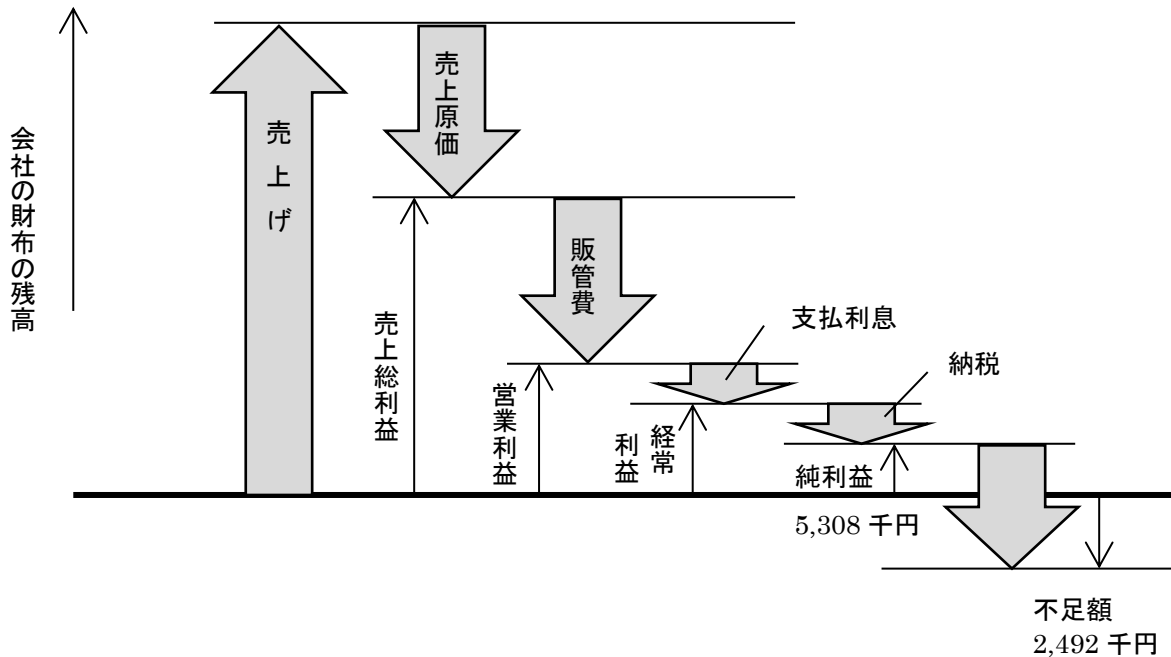 会社の財布の残高
売上げ
売上原価
売上総利益
販管費
営業利益
支払利息
経常
利益
納税
純利益
5,308 千円
不足額
2,492 千円